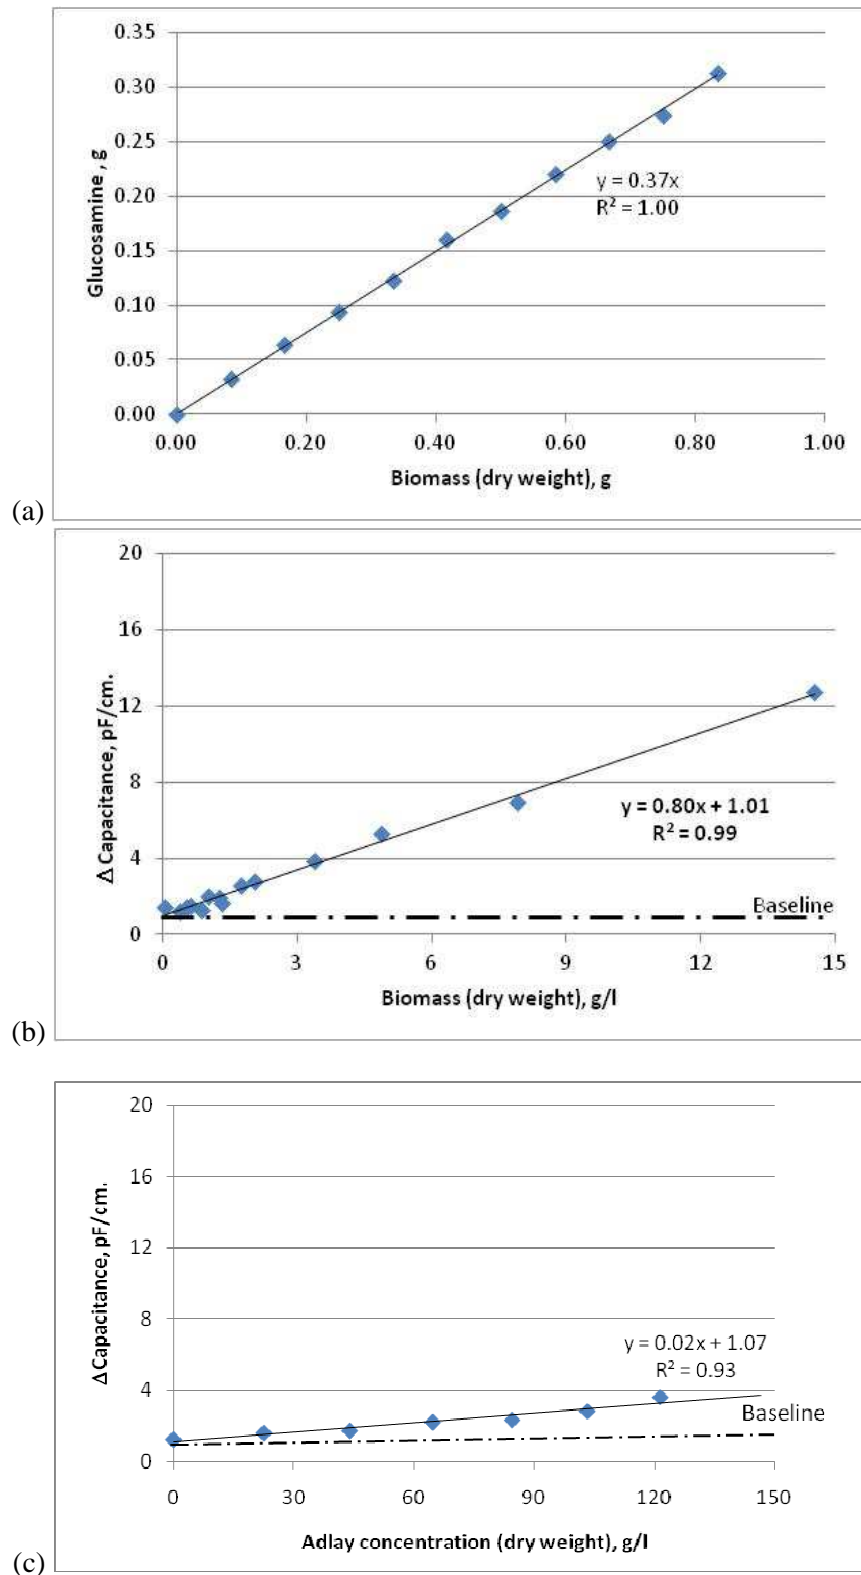 0.35
0.30
0.25
0.20
0.15
0.10
0.05
0.00
Glucosamine , g
y = 0.37x
R² = 1.00
0.00 0.20 0.40 0.60 0.80 1.00
Biomass (dry weight), g
(a)
20
16
12
8
4
0
Δ Capacitance, pF/cm.
y = 0.80x + 1.01
R² = 0.99
Baseline
0 3 6 9 12 15
Biomass (dry weight), g/l
(b)
20
16
12
8
4
0
ΔCapacitance, pF/cm.
y = 0.02x + 1.07
R² = 0.93
Baseline
0 30 60 90 120 150
Adlay concentration (dry weight), g/l
(c)